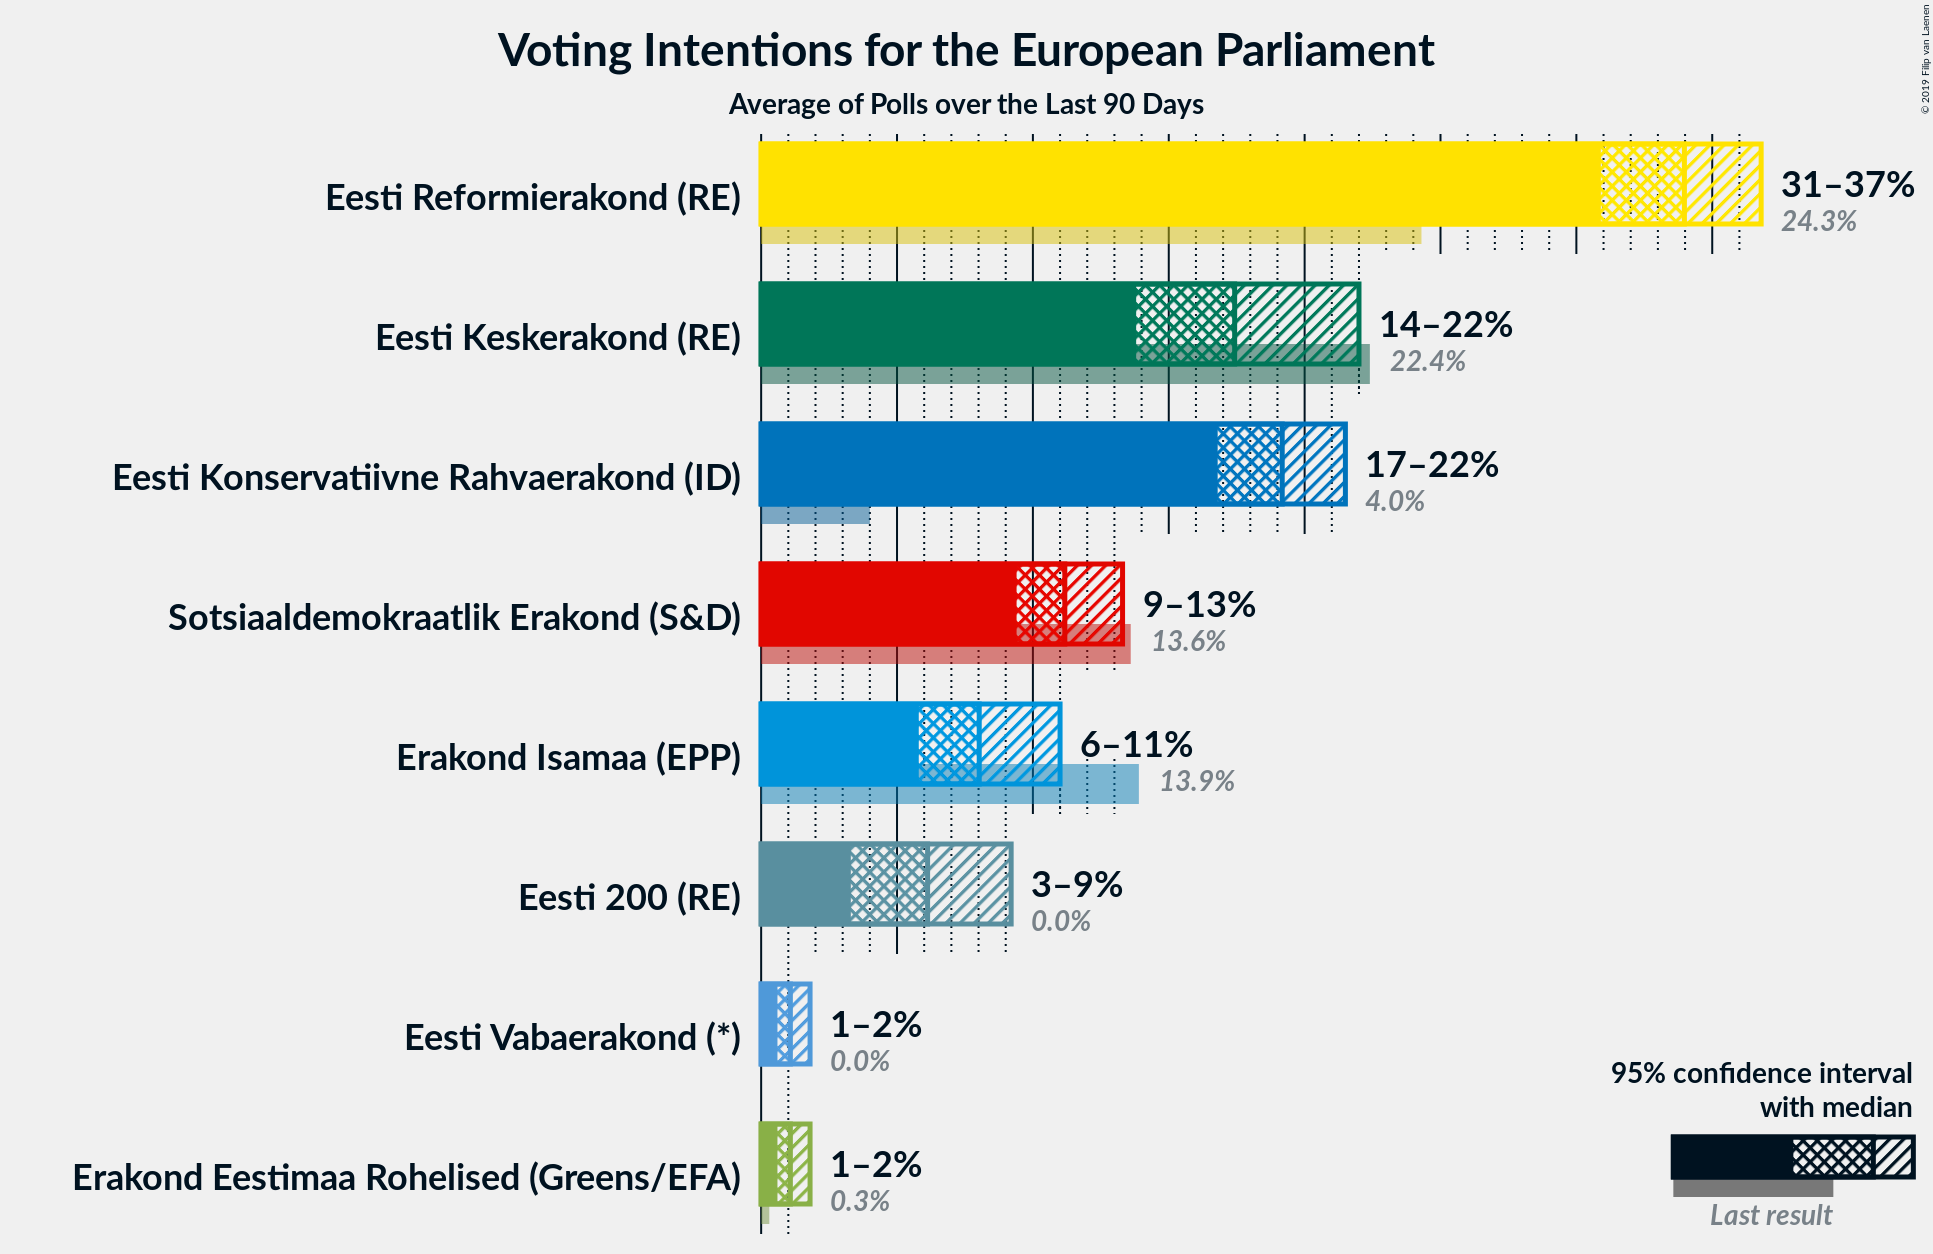 Voting Intentions for the European Parliament
Average of Polls over the Last 90 Days
© 2019 Filip van Laenen
Eesti Reformierakond (RE)
31–37%
24.3%
Eesti Keskerakond (RE)
14–22%
22.4%
Eesti Konservatiivne Rahvaerakond (ID)
17–22%
4.0%
Sotsiaaldemokraatlik Erakond (S&D)
9–13%
13.6%
Erakond Isamaa (EPP)
6–11%
13.9%
Eesti 200 (RE)
3–9%
0.0%
Eesti Vabaerakond (*)
1–2%
0.0%
Erakond Eestimaa Rohelised (Greens/EFA)
1–2%
0.3%
95% confidence interval
with median
Last result